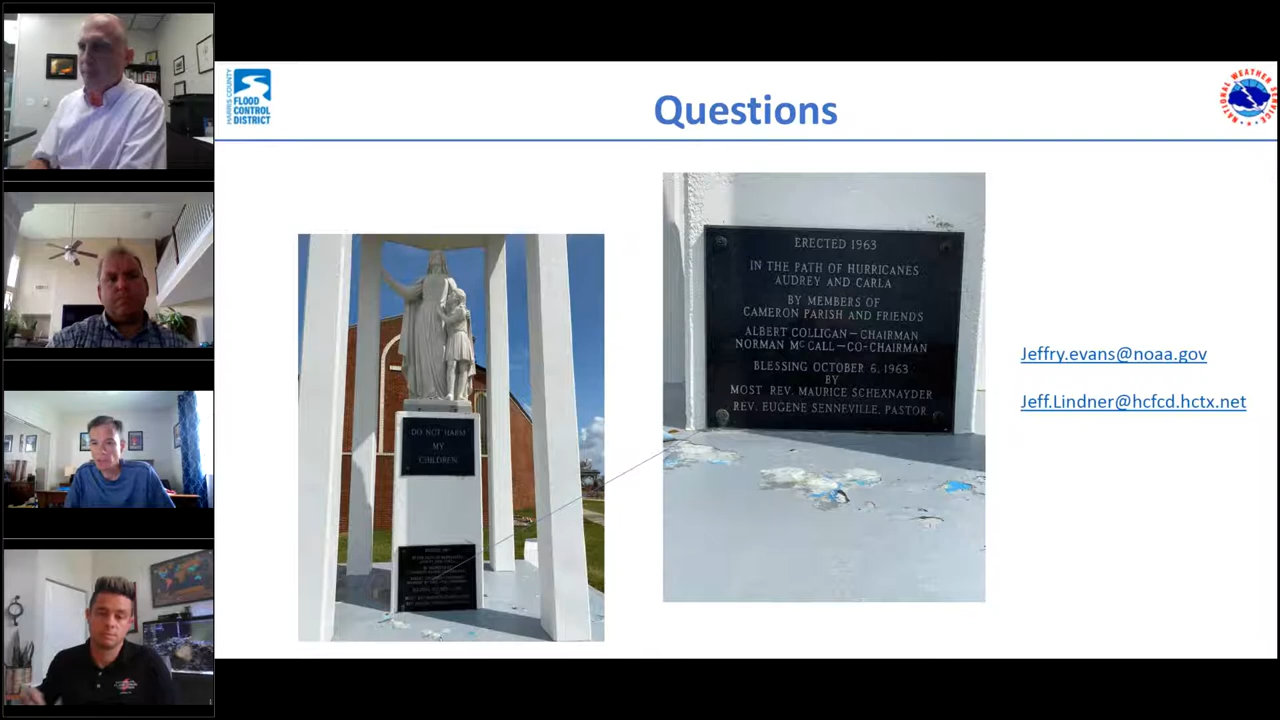 HARRIS COUNTY
FLOOD
CONTROL
DISTRICT
Questions
NATIONAL WEATHER SERVICE
DO NOT HARM
MY
CHILDREN
ERECTED 1963
IN THE PATH OF HURRICANES
AUDREY AND CARLA
BY MEMBERS OF
CAMERON PARISH AND FRIENDS
ALBERT COLLIGAN—CHAIRMAN
NORMAN MCCALL—CO-CHAIRMAN
BLESSING OCTOBER 6, 1963
BY
MOST REV. MAURICE SCHEXNAYDER
REV. EUGENE SENNEVILLE, PASTOR
Jeffry.evans@noaa.gov
Jeff.Lindner@hcfcd.hctx.net